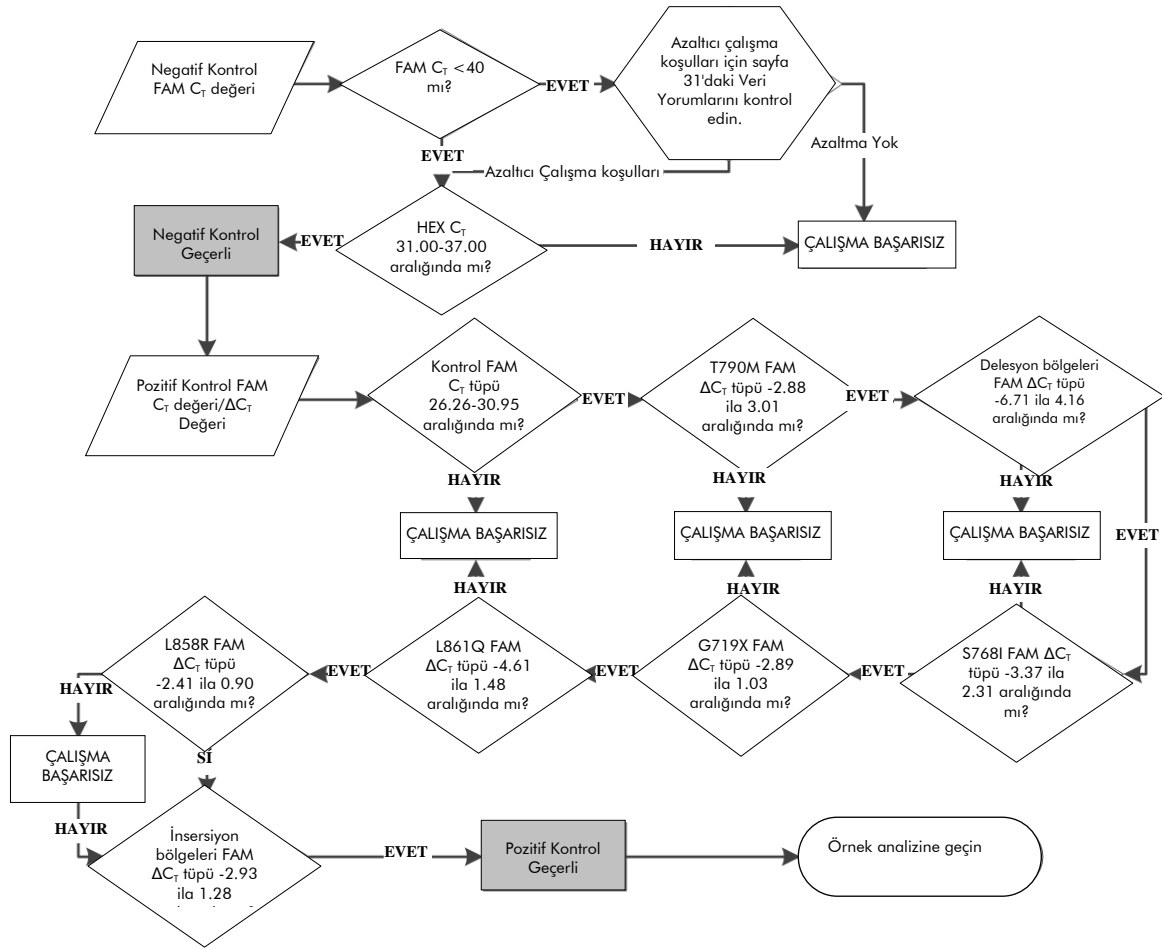 Negatif Kontrol
FAM CT değeri
FAM CT <40
mı?
EVET
Azaltıcı çalışma
koşulları için sayfa
31'daki Veri
Yorumlarını kontrol
edin.
Azaltma Yok
EVET
Azaltıcı Çalışma koşulları
Negatif Kontrol
Geçerli
EVET
HEX CT
31.00-37.00
aralığında mı?
HAYIR
ÇALIŞMA BAŞARISIZ
Pozitif Kontrol FAM
CT değeri/ΔCT
Değeri
Kontrol FAM
CT tüpü
26.26-30.95
aralığında mı?
EVET
T790M FAM
ΔCT tüpü -2.88
ila 3.01
aralığında mı?
EVET
Delesyon bölgeleri
FAM ΔCT tüpü
-6.71 ila 4.16
aralığında mı?
HAYIR
HAYIR
HAYIR
ÇALIŞMA BAŞARISIZ
ÇALIŞMA BAŞARISIZ
ÇALIŞMA BAŞARISIZ
EVET
HAYIR
HAYIR
HAYIR
L858R FAM
ΔCT tüpü
-2.41 ila 0.90
aralığında mı?
EVET
L861Q FAM
ΔCT tüpü -4.61
ila 1.48
aralığında mı?
EVET
G719X FAM
ΔCT tüpü -2.89
ila 1.03
aralığında mı?
EVET
S768I FAM ΔCT
tüpü -3.37 ila
2.31 aralığında
mı?
HAYIR
ÇALIŞMA
BAŞARISIZ
Sİ
HAYIR
İnsersiyon
bölgeleri FAM
ΔCT tüpü -2.93
ila 1.28
EVET
Pozitif Kontrol
Geçerli
Örnek analizine geçin